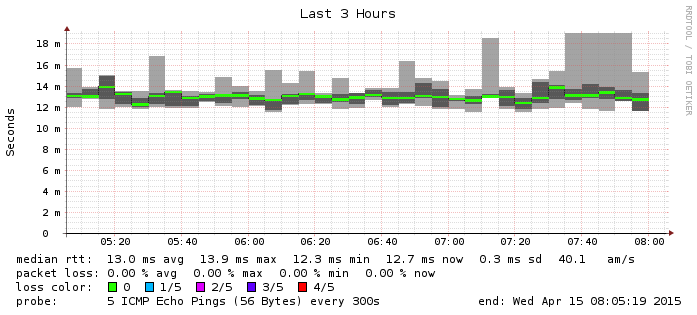 Last 3 Hours
RRDTOOL / TOBI OETIKER
Seconds
18 m
16 m
14 m
12 m
10 m
8 m
6 m
4 m
2 m
0
05:20 05:40 06:00 06:20 06:40 07:00 07:20 07:40 08:00
median rtt: 13.0 ms avg 13.9 ms max 12.3 ms min 12.7 ms now 0.3 ms sd 40.1 am/s
packet loss: 0.00 % avg 0.00 % max 0.00 % min 0.00 % now
loss color: 0 1/5 2/5 3/5 4/5
probe: 5 ICMP Echo Pings (56 Bytes) every 300s end: Wed Apr 15 08:05:19 2015